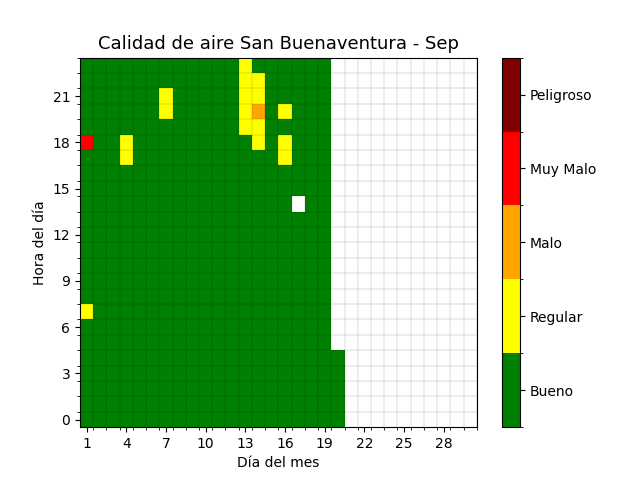 Calidad de aire San Buenaventura - Sep
Hora del día
21
18
15
12
9
6
3
0
1 4 7 10 13 16 19 22 25 28
Día del mes
Peligroso
Muy Malo
Malo
Regular
Bueno